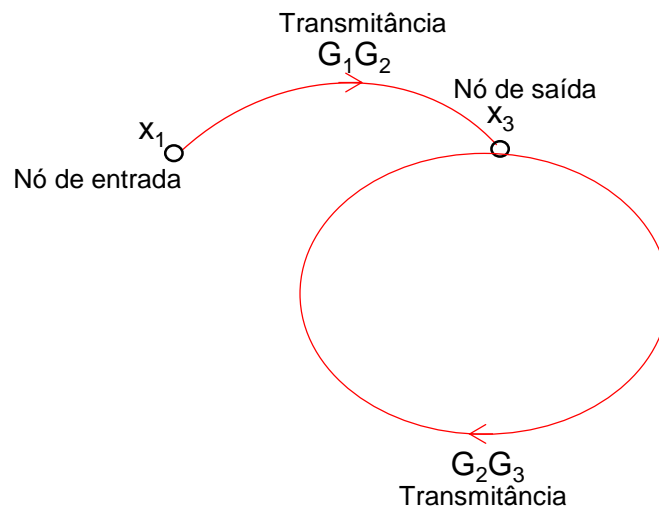 Transmitância
G₁G₂
Nó de saída
x₃
x₁
Nó de entrada
G₂G₃
Transmitância